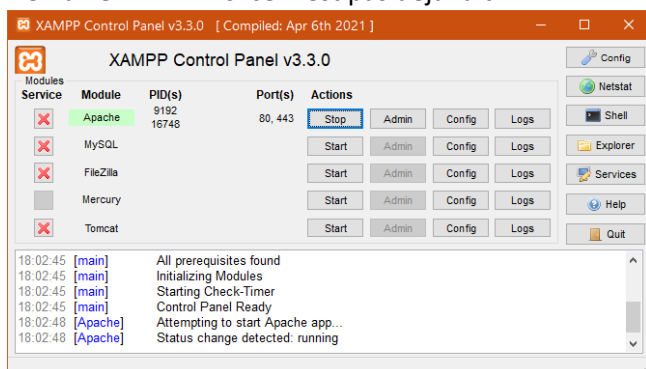 XAMPP Control Panel v3.3.0 [ Compiled: Apr 6th 2021 ]
XAMPP Control Panel v3.3.0
Config
Modules
Service Module PID(s) Port(s) Actions
Netstat
Apache 9192 16748 80, 443 Stop Admin Config Logs
Shell
MySQL Start Admin Config Logs
Explorer
FileZilla Start Admin Config Logs
Services
Mercury Start Admin Config Logs
Help
Tomcat Start Admin Config Logs
Quit
18:02:45 [main] All prerequisites found
18:02:45 [main] Initializing Modules
18:02:45 [main] Starting Check-Timer
18:02:45 [main] Control Panel Ready
18:02:48 [Apache] Attempting to start Apache app...
18:02:48 [Apache] Status change detected: running